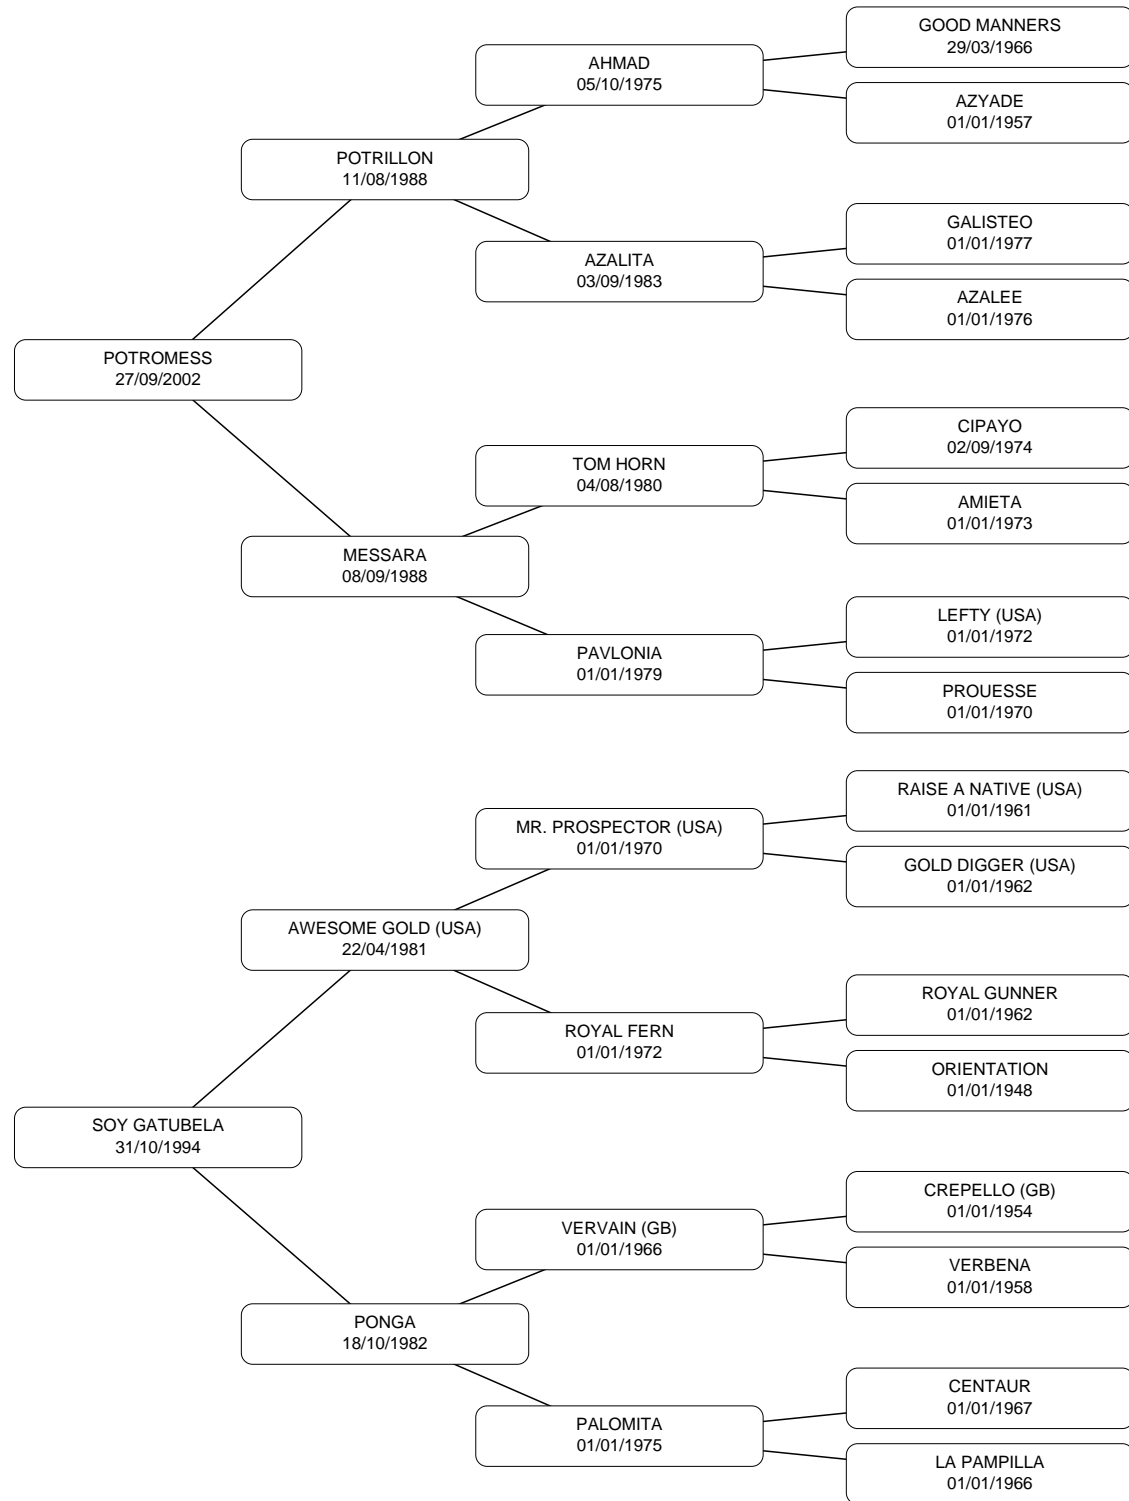 GOOD MANNERS
29/03/1966
AHMAD
05/10/1975
AZYADE
01/01/1957
POTRILLON
11/08/1988
GALISTEO
01/01/1977
AZALITA
03/09/1983
AZALEE
01/01/1976
POTROMESS
27/09/2002
CIPAYO
02/09/1974
TOM HORN
04/08/1980
AMIETA
01/01/1973
MESSARA
08/09/1988
LEFTY (USA)
01/01/1972
PAVLONIA
01/01/1979
PROUESSE
01/01/1970
RAISE A NATIVE (USA)
01/01/1961
MR. PROSPECTOR (USA)
01/01/1970
GOLD DIGGER (USA)
01/01/1962
AWESOME GOLD (USA)
22/04/1981
ROYAL GUNNER
01/01/1962
ROYAL FERN
01/01/1972
ORIENTATION
01/01/1948
SOY GATUBELA
31/10/1994
CREPELLO (GB)
01/01/1954
VERVAIN (GB)
01/01/1966
VERBENA
01/01/1958
PONGA
18/10/1982
CENTAUR
01/01/1967
PALOMITA
01/01/1975
LA PAMPILLA
01/01/1966